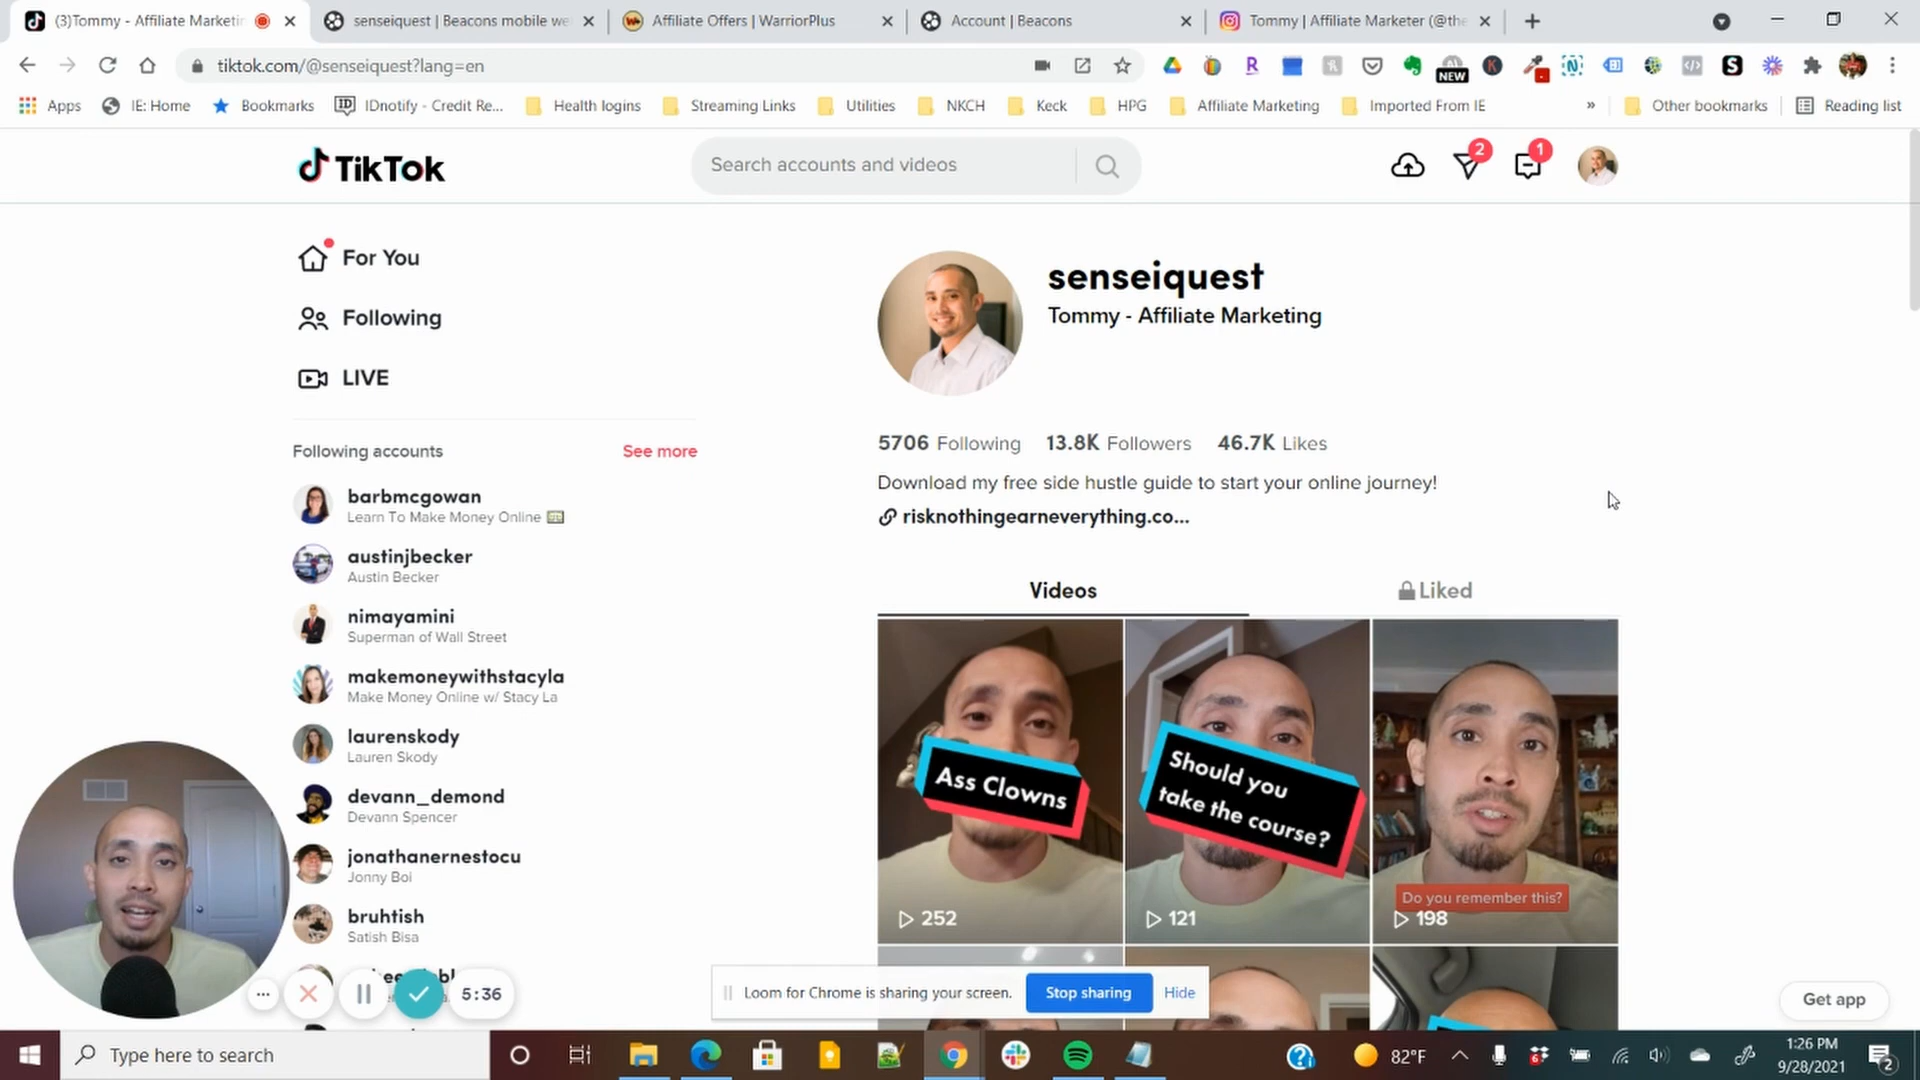 (3)Tommy - Affiliate Marketin
senseiquest | Beacons mobile we
Affiliate Offers | WarriorPlus
Account | Beacons
Tommy | Affiliate Marketer (@the
tiktok.com/@senseiquest?lang=en
NEW
Apps
IE: Home
Bookmarks
IDnotify - Credit Re...
Health logins
Streaming Links
Utilities
NKCH
Keck
HPG
Affiliate Marketing
Imported From IE
»
Other bookmarks
Reading list
TikTok
Search accounts and videos
2
1
For You
Following
LIVE
Following accounts
See more
barbmcgowan
Learn To Make Money Online
austinjbecker
Austin Becker
nimayamini
Superman of Wall Street
makemoneywithstacyla
Make Money Online w/ Stacy La
laurenskody
Lauren Skody
devann_demond
Devann Spencer
jonathanernestocu
Jonny Boi
bruhtish
Satish Bisa
senseiquest
Tommy - Affiliate Marketing
5706 Following 13.8K Followers 46.7K Likes
Download my free side hustle guide to start your online journey!
risknothingearneverything.co...
Videos
Liked
Ass Clowns
252
Should you
take the course?
121
Do you remember this?
198
5:36
Loom for Chrome is sharing your screen.
Stop sharing
Hide
Get app
Type here to search
82°F
1:26 PM
9/28/2021
2